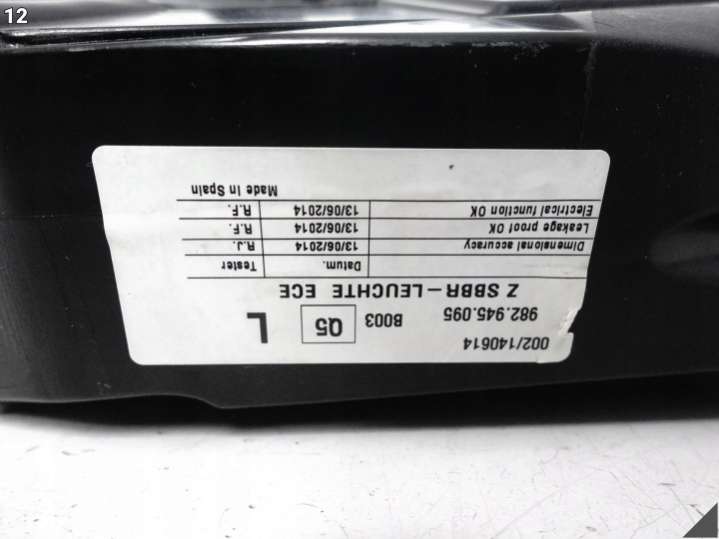 12
002/140614
982.945.095 B003 Q5 L
Z SBBR-LEUCHTE ECE
Datum. Tester
Dimensional accuracy 13/06/2014 R.J.
Leakage proof OK 13/06/2014 R.F.
Electrical function OK 13/06/2014 R.F.
Made in Spain